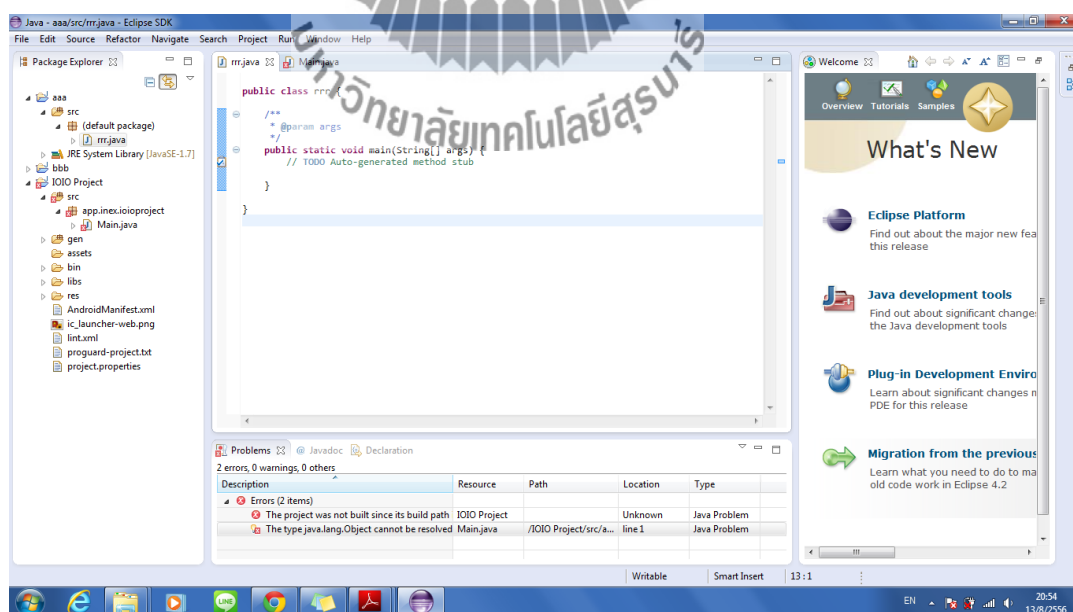 Java - aaa/src/rrr.java - Eclipse SDK
File Edit Source Refactor Navigate Search Project Run Window Help
Package Explorer
aaa
src
(default package)
rrr.java
JRE System Library [JavaSE-1.7]
bbb
IOIO Project
src
app.inex.ioioproject
Main.java
gen
assets
bin
libs
res
AndroidManifest.xml
ic_launcher-web.png
lint.xml
proguard-project.txt
project.properties
rrr.java Main.java
public class rrr {
/**
* @param args
*/
public static void main(String[] args) {
// TODO Auto-generated method stub
}
}
Problems @ Javadoc Declaration
2 errors, 0 warnings, 0 others
Description Resource Path Location Type
Errors (2 items)
The project was not built since its build path IOIO Project Unknown Java Problem
The type java.lang.Object cannot be resolved Main.java /IOIO Project/src/a... line 1 Java Problem
Welcome
Overview Tutorials Samples
What's New
Eclipse Platform
Find out about the major new fea
this release
Java development tools
Find out about significant change
the Java development tools
Plug-in Development Enviro
Learn about significant changes
PDE for this release
Migration from the previous
Learn what you need to do to ma
old code work in Eclipse 4.2
Writable Smart Insert 13 : 1
LINE
EN 20:54
13/8/2556